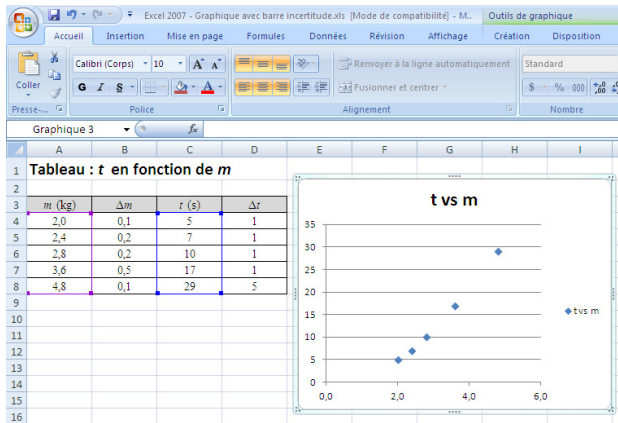 Excel 2007 - Graphique avec barre incertitude.xls [Mode de compatibilité] - M.. Outils de graphique
Accueil Insertion Mise en page Formules Données Révision Affichage Création Disposition
Coller Calibri (Corps) 10 A A Renvoyer à la ligne automatiquement Standard
G I S A Fusionner et centrer $ % 000 ,00
Presse-... Police Alignement Nombre
Graphique 3 fx
A B C D E F G H I
1 Tableau : t en fonction de m
2
3 m (kg) Δm t (s) Δt
4 2,0 0,1 5 1
5 2,4 0,2 7 1
6 2,8 0,2 10 1
7 3,6 0,5 17 1
8 4,8 0,1 29 5
9
10
11
12
13
14
15
16
t vs m
35
30
25
20
15
10
5
0
0,0 2,0 4,0 6,0
t vs m